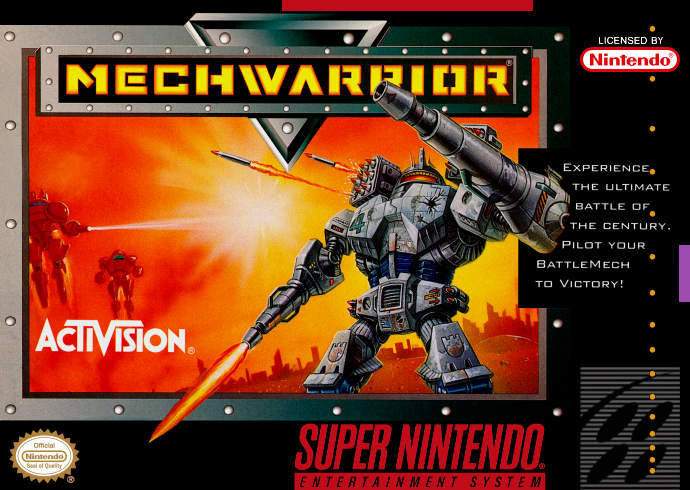 LICENSED BY
Nintendo®
MECHWARRIOR®
EXPERIENCE
THE ULTIMATE
BATTLE OF
THE CENTURY.
PILOT YOUR
BATTLEMECH
TO VICTORY!
ACTIVISION®
Official
Nintendo
Seal of Quality
®
SUPER NINTENDO®
ENTERTAINMENT SYSTEM